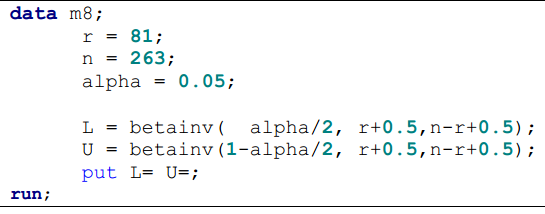 data m8;
r = 81;
n = 263;
alpha = 0.05;
L = betainv( alpha/2, r+0.5,n-r+0.5);
U = betainv(1-alpha/2, r+0.5,n-r+0.5);
put L= U=;
run;